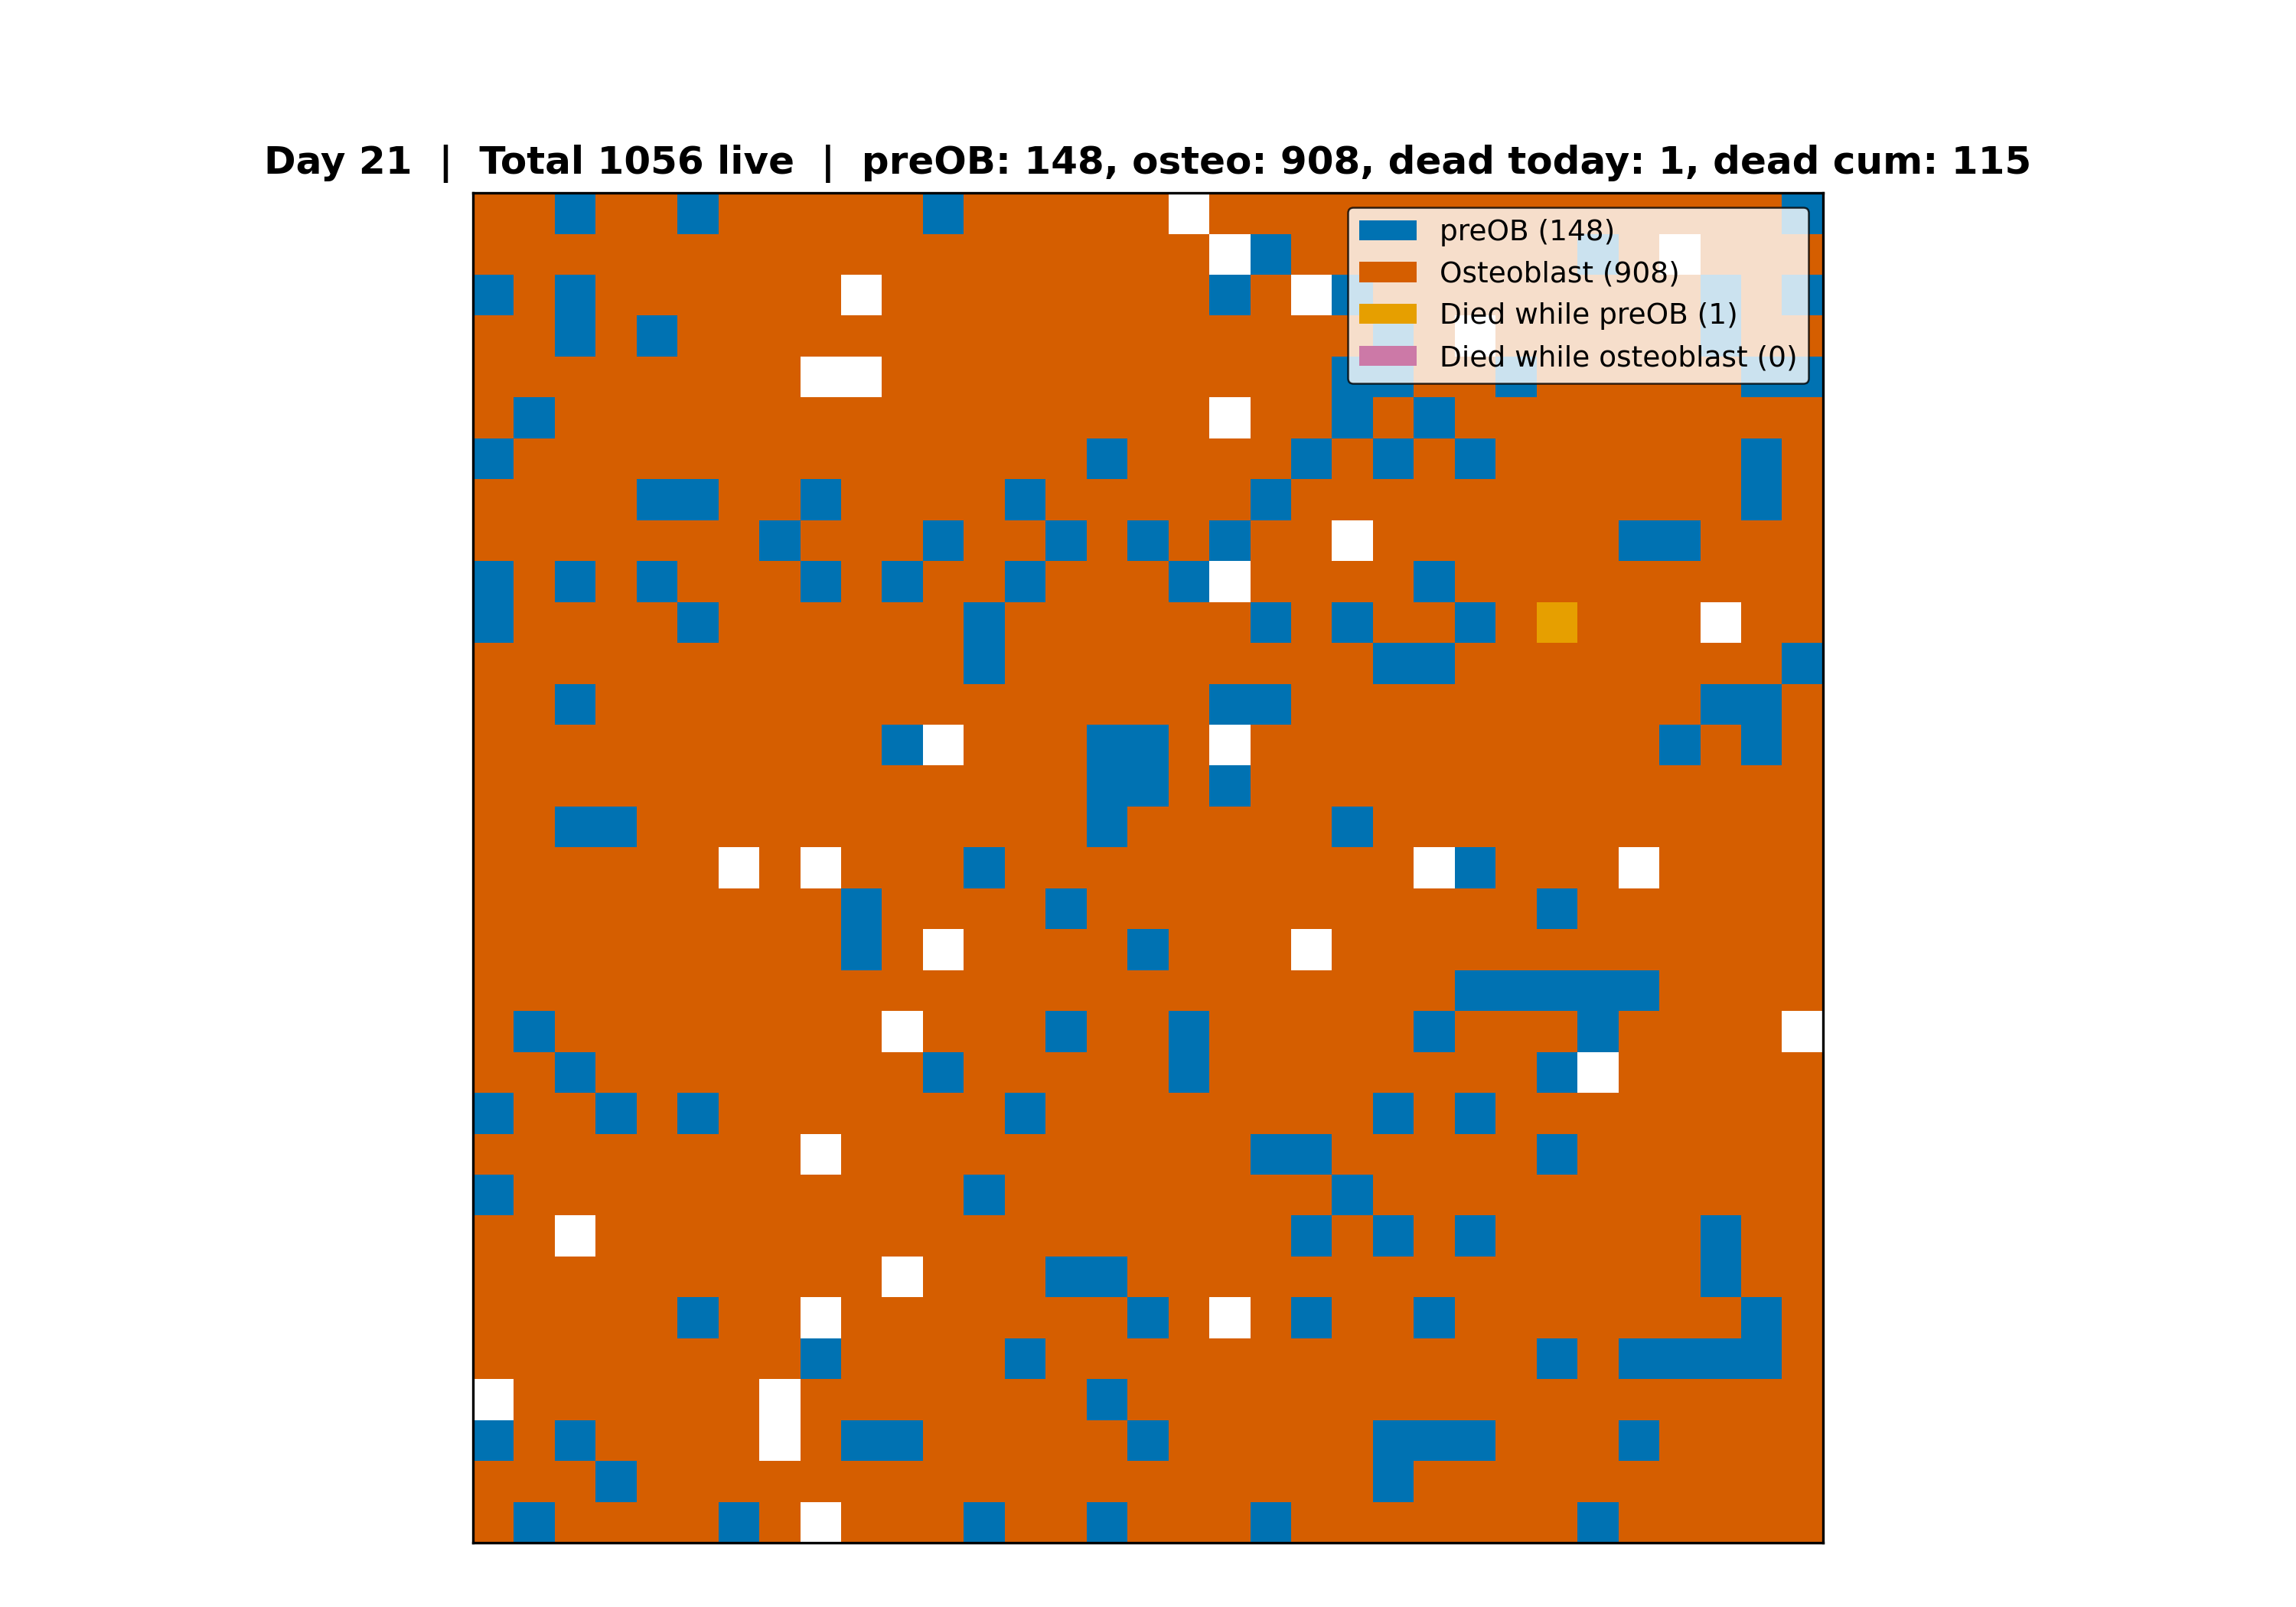 Day 21 | Total 1056 live | preOB: 148, osteo: 908, dead today: 1, dead cum: 115
preOB (148)
Osteoblast (908)
Died while preOB (1)
Died while osteoblast (0)